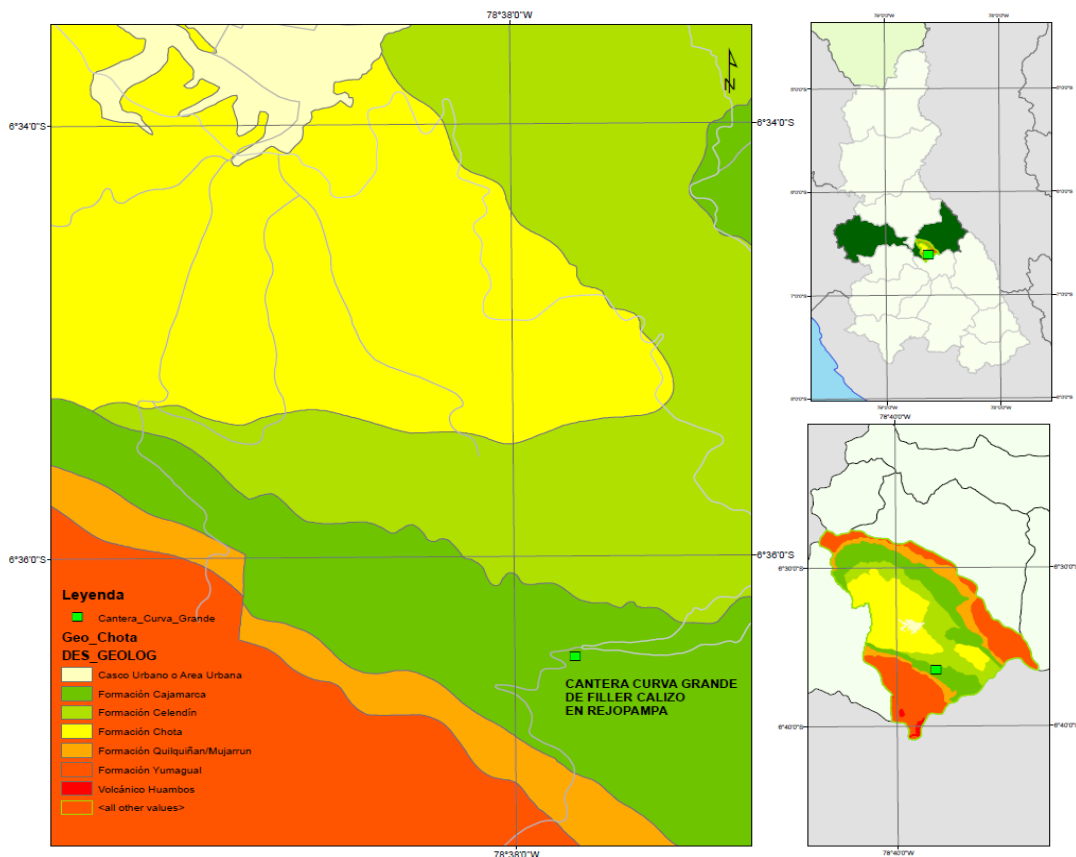 78°38'0"W
N
6°34'0"S
6°34'0"S
6°36'0"S
6°36'0"S
Leyenda
Cantera_Curva_Grande
Geo_Chota
DES_GEOLOG
Casco Urbano o Area Urbana
Formación Cajamarca
Formación Celendín
Formación Chota
Formación Quilquiñan/Mujarrun
Formación Yumagual
Volcánico Huambos
<all other values>
CANTERA CURVA GRANDE
DE FILLER CALIZO
EN REJOPAMPA
78°38'0"W
78°40'0"W
6°30'0"S
6°30'0"S
6°40'0"S
6°40'0"S
78°40'0"W